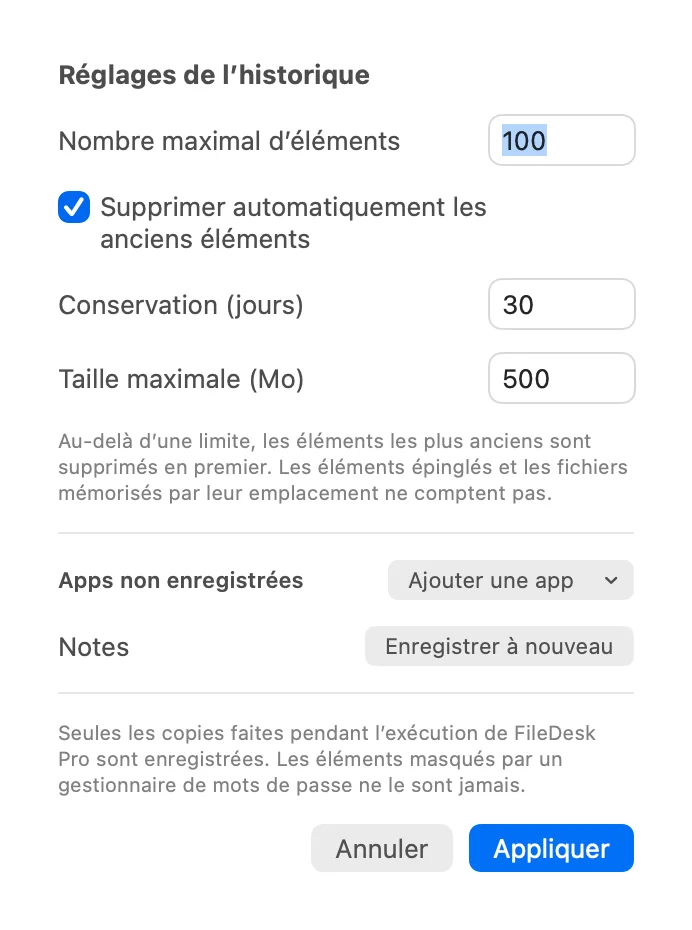 Réglages de l’historique
Nombre maximal d’éléments 100
Supprimer automatiquement les
anciens éléments
Conservation (jours) 30
Taille maximale (Mo) 500
Au-delà d’une limite, les éléments les plus anciens sont
supprimés en premier. Les éléments épinglés et les fichiers
mémorisés par leur emplacement ne comptent pas.
Apps non enregistrées Ajouter une app
Notes Enregistrer à nouveau
Seules les copies faites pendant l’exécution de FileDesk
Pro sont enregistrées. Les éléments masqués par un
gestionnaire de mots de passe ne le sont jamais.
Annuler Appliquer